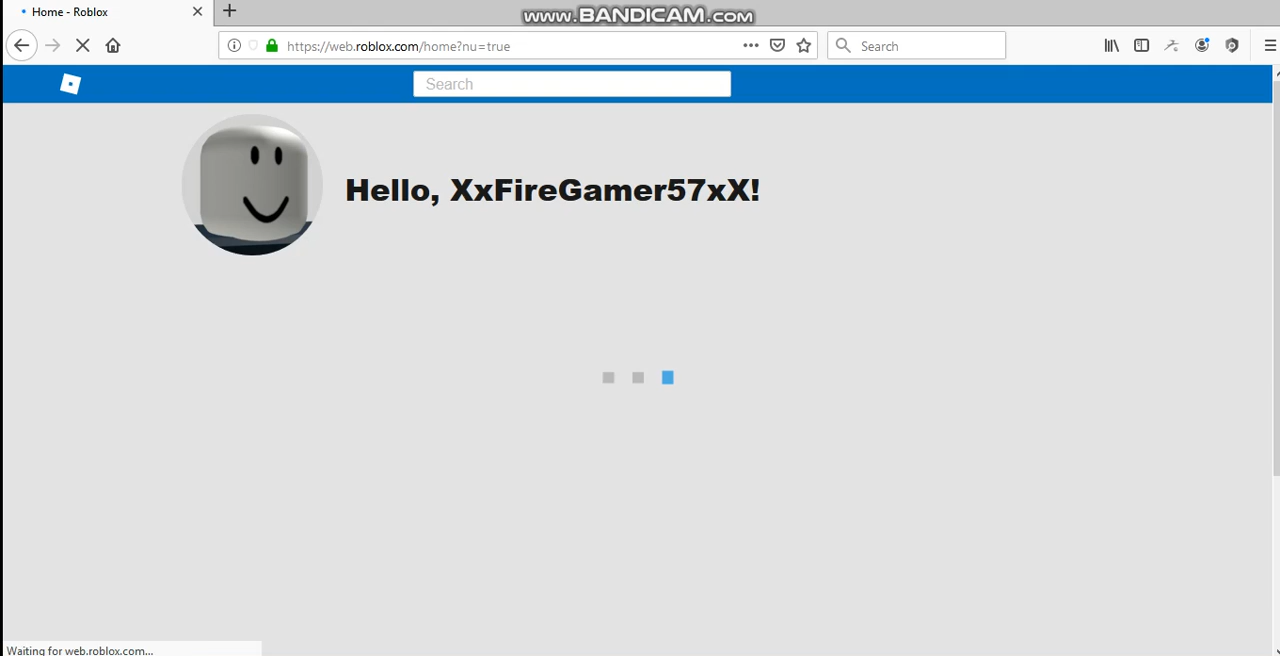 Home - Roblox
www.BANDICAM.com
https://web.roblox.com/home?nu=true
Search
Search
Hello, XxFireGamer57xX!
Waiting for web.roblox.com...